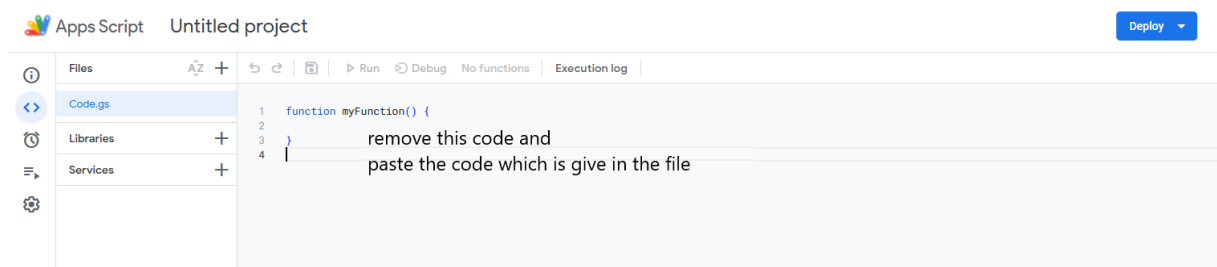 Apps Script Untitled project
Deploy
Files
AZ
Run Debug No functions Execution log
Code.gs
Libraries
Services
1 function myFunction() {
2
3 }
4
remove this code and
paste the code which is give in the file